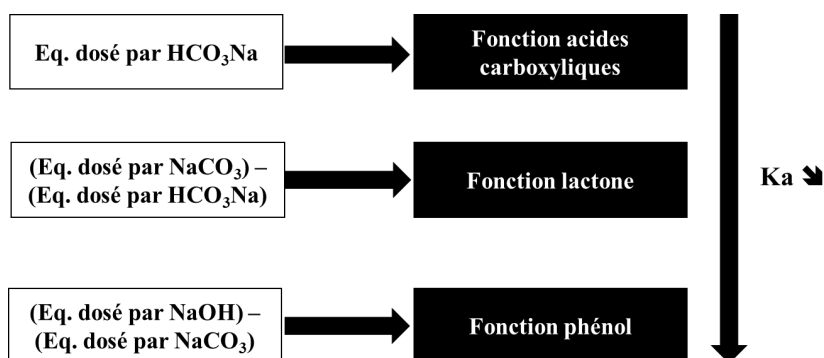 Eq. dosé par HCO₃Na
Fonction acides
carboxyliques
(Eq. dosé par NaCO₃) –
(Eq. dosé par HCO₃Na)
Fonction lactone
Ka ↘
(Eq. dosé par NaOH) –
(Eq. dosé par NaCO₃)
Fonction phénol